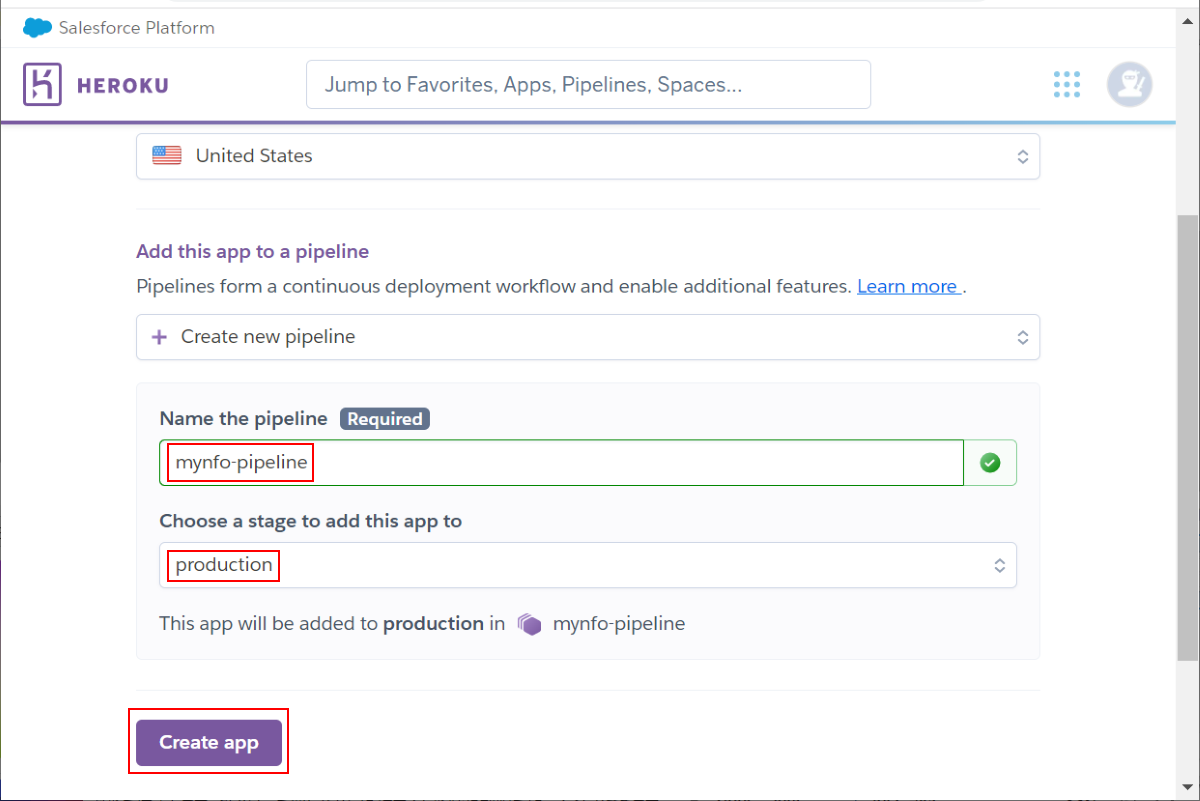 Salesforce Platform
HEROKU
Jump to Favorites, Apps, Pipelines, Spaces...
United States
Add this app to a pipeline
Pipelines form a continuous deployment workflow and enable additional features. Learn more .
Create new pipeline
Name the pipeline Required
mynfo-pipeline
Choose a stage to add this app to
production
This app will be added to production in mynfo-pipeline
Create app